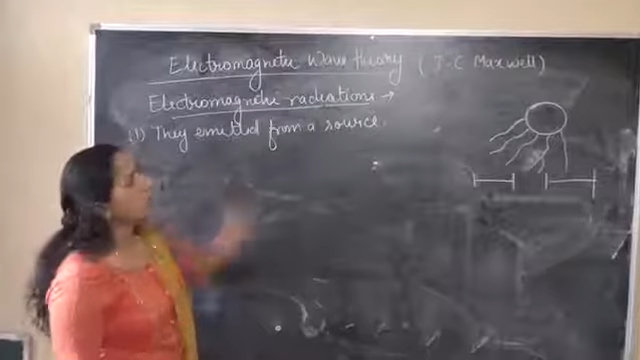 Electromagnetic wave theory (J-C Maxwell)
Electromagnetic radiations →
(1) They emitted from a source.